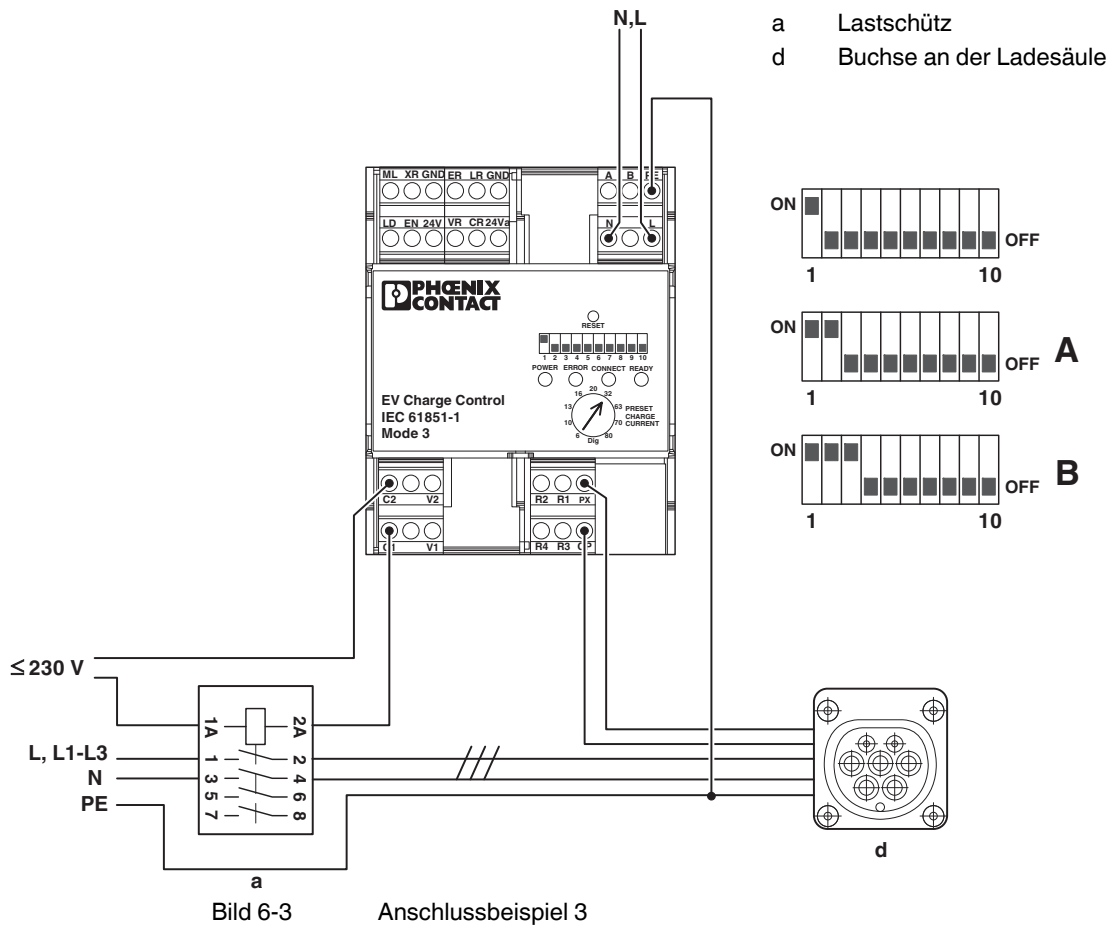 N,L
a Lastschütz
d Buchse an der Ladesäule
ML XR GND ER LR GND
A B PE
LD EN 24V VR CR 24Va
N L
PHŒNIX
CONTACT
RESET
1 2 3 4 5 6 7 8 9 10
POWER ERROR CONNECT READY
EV Charge Control
IEC 61851-1
Mode 3
6 10 13 16 20 32 63 70 80
Dig
PRESET
CHARGE
CURRENT
C2 V2
R2 R1 PX
C1 V1
R4 R3 CP
ON
OFF
1 10
ON
OFF
A
1 10
ON
OFF
B
1 10
≤ 230 V
L, L1-L3
N
PE
1A 2A
1 2
3 4
5 6
7 8
a
d
Bild 6-3 Anschlussbeispiel 3